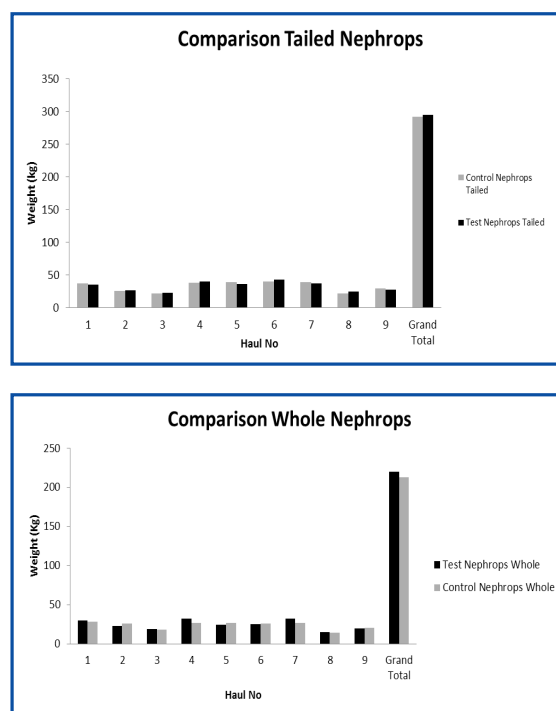 Comparison Tailed Nephrops
350
300
250
200
150
100
50
0
Weight (kg)
1 2 3 4 5 6 7 8 9 Grand
Total
Haul No
Control Nephrops
Tailed
Test Nephrops Tailed
Comparison Whole Nephrops
250
200
150
100
50
0
Weight (Kg)
1 2 3 4 5 6 7 8 9 Grand
Total
Haul No
Test Nephrops Whole
Control Nephrops Whole